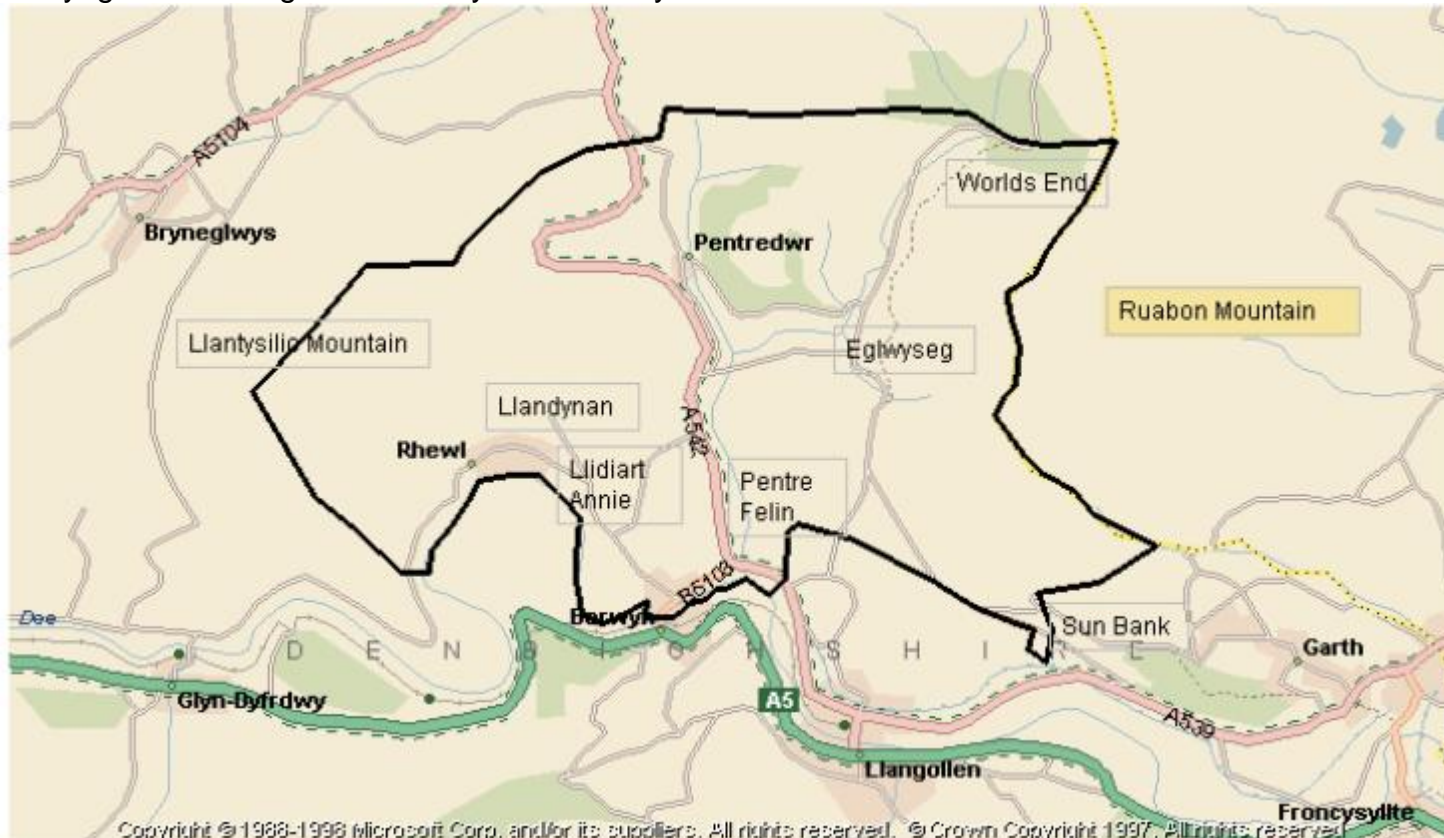 A5104
Worlds End
Bryneglwys
Pentredwr
Ruabon Mountain
Llantysilio Mountain
Eglwyseg
Llandynan
A542
Rhewl
Llidiart
Annie
Pentre
Felin
B5103
Dee
Berwyn
Sun Bank
DENBIGHSHIRE
Garth
Glyn-Dyfrdwy
A5
A539
Llangollen
Froncysyllte
Copyright © 1988-1998 Microsoft Corp. and/or its suppliers. All rights reserved. © Crown Copyright 1997. All rights reserved.